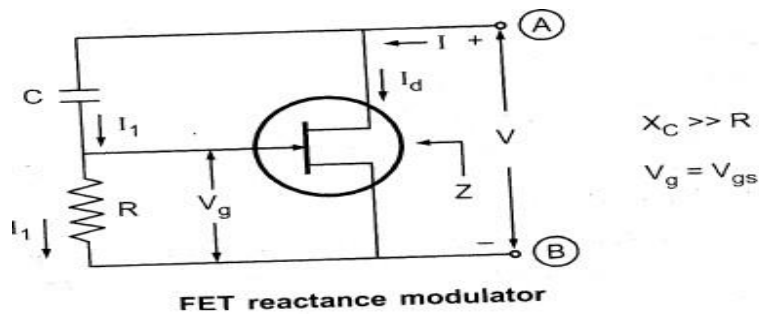 A
I +
I_d
C
I_1
V
X_C >> R
V_g = V_gs
Z
R
V_g
I_1
–
B
FET reactance modulator